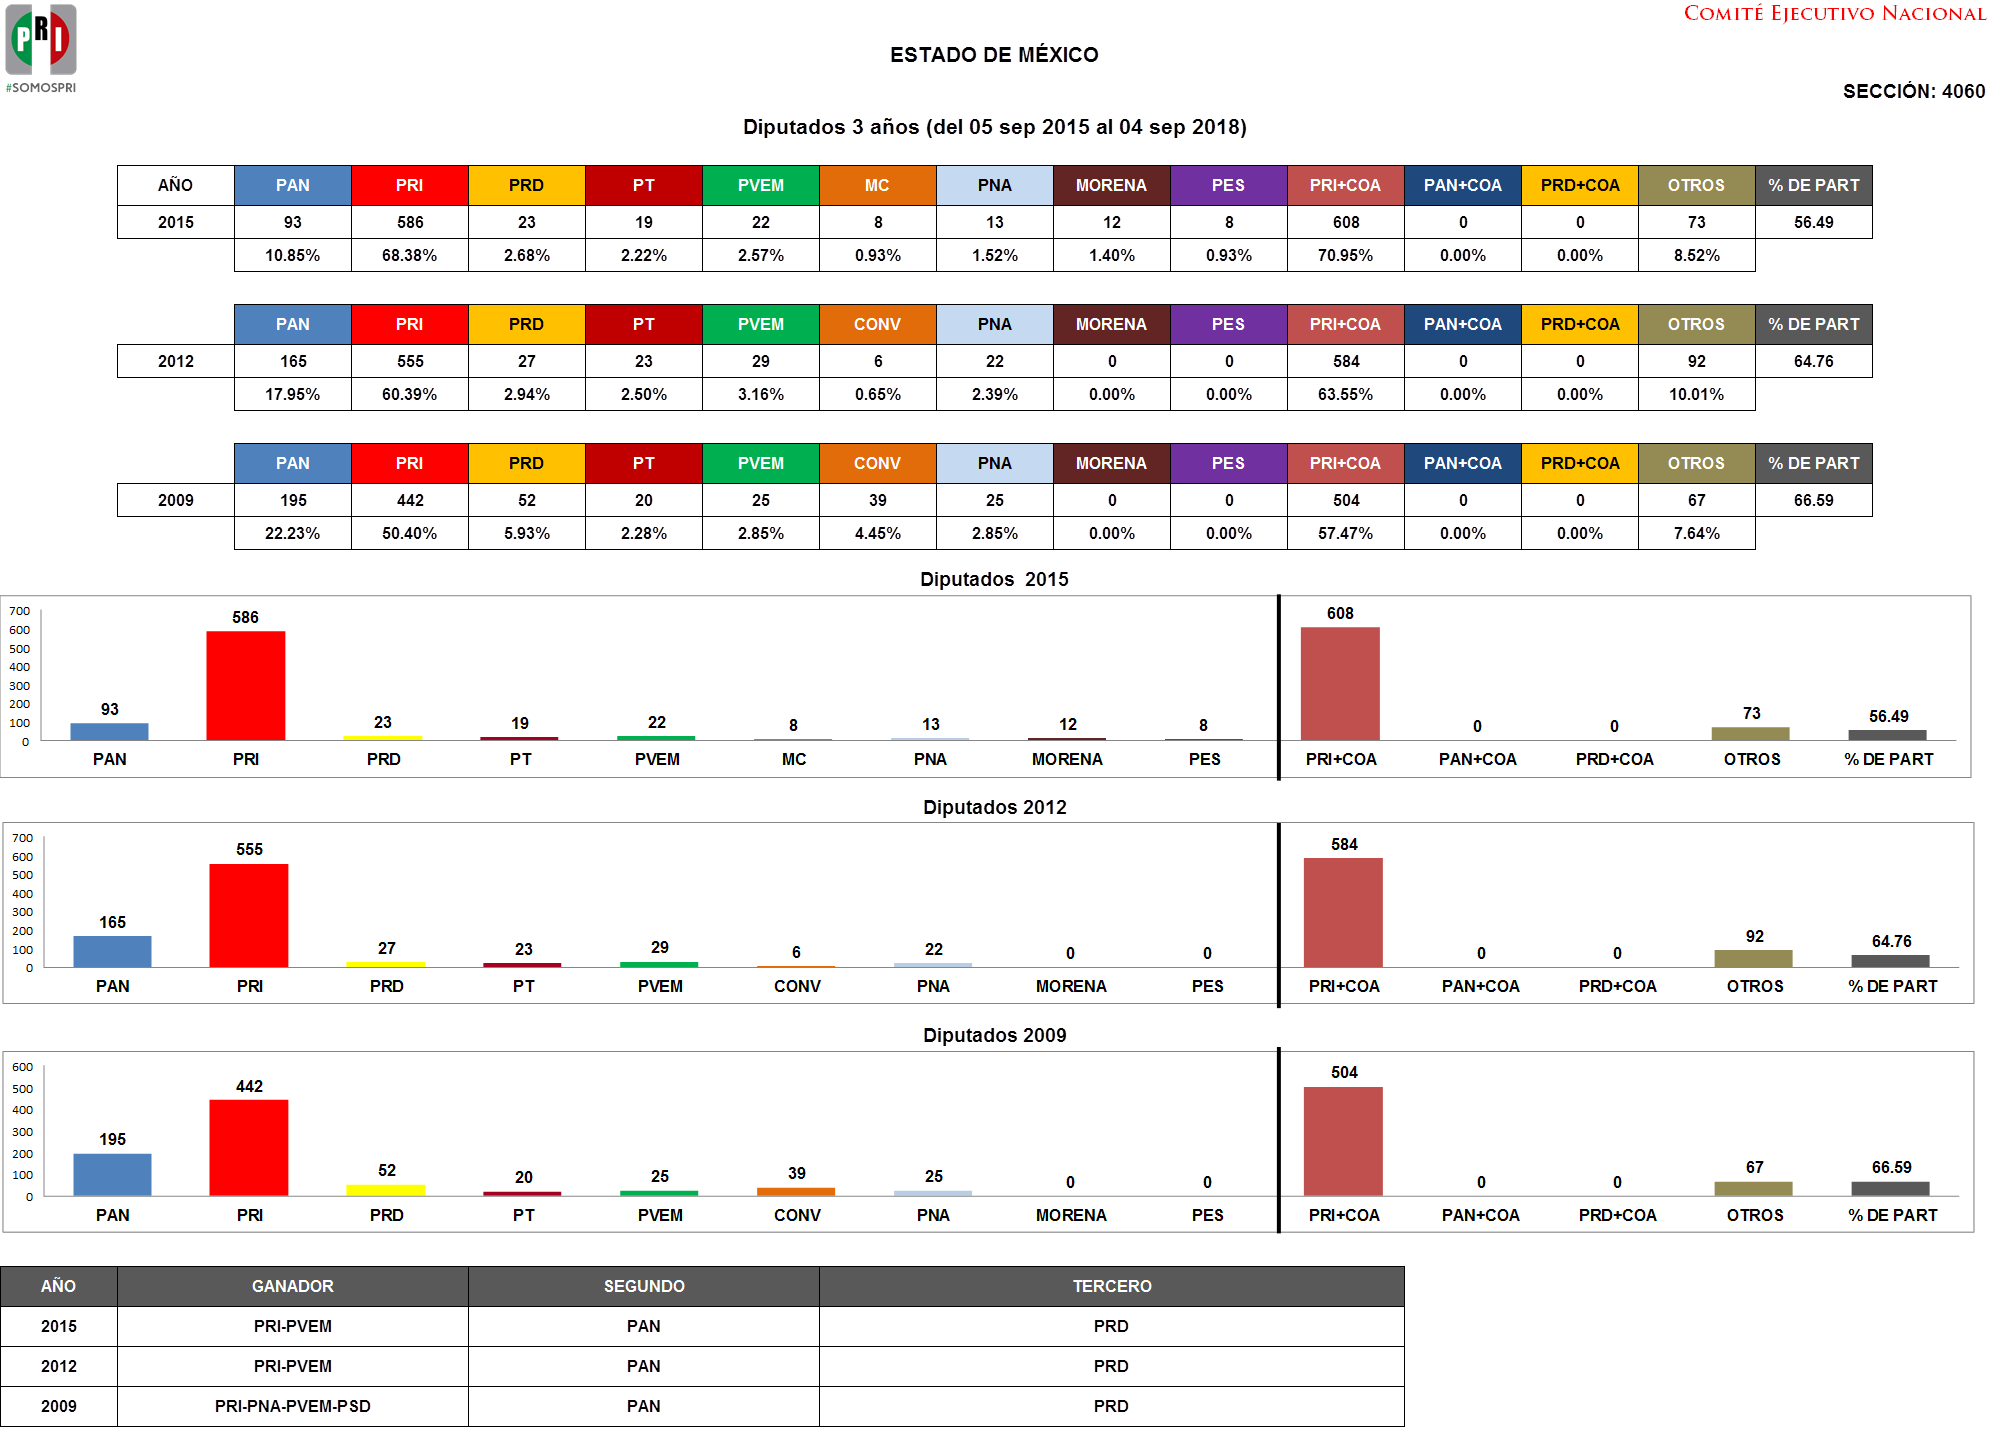 PRI
#SOMOSPRI
COMITÉ EJECUTIVO NACIONAL
ESTADO DE MÉXICO
SECCIÓN: 4060
Diputados 3 años (del 05 sep 2015 al 04 sep 2018)
AÑO PAN PRI PRD PT PVEM MC PNA MORENA PES PRI+COA PAN+COA PRD+COA OTROS % DE PART
2015 93 586 23 19 22 8 13 12 8 608 0 0 73 56.49
10.85% 68.38% 2.68% 2.22% 2.57% 0.93% 1.52% 1.40% 0.93% 70.95% 0.00% 0.00% 8.52%
PAN PRI PRD PT PVEM CONV PNA MORENA PES PRI+COA PAN+COA PRD+COA OTROS % DE PART
2012 165 555 27 23 29 6 22 0 0 584 0 0 92 64.76
17.95% 60.39% 2.94% 2.50% 3.16% 0.65% 2.39% 0.00% 0.00% 63.55% 0.00% 0.00% 10.01%
PAN PRI PRD PT PVEM CONV PNA MORENA PES PRI+COA PAN+COA PRD+COA OTROS % DE PART
2009 195 442 52 20 25 39 25 0 0 504 0 0 67 66.59
22.23% 50.40% 5.93% 2.28% 2.85% 4.45% 2.85% 0.00% 0.00% 57.47% 0.00% 0.00% 7.64%
Diputados 2015
700
600
500
400
300
200
100
0
93 586 23 19 22 8 13 12 8 608 0 0 73 56.49
PAN PRI PRD PT PVEM MC PNA MORENA PES PRI+COA PAN+COA PRD+COA OTROS % DE PART
Diputados 2012
700
600
500
400
300
200
100
0
165 555 27 23 29 6 22 0 0 584 0 0 92 64.76
PAN PRI PRD PT PVEM CONV PNA MORENA PES PRI+COA PAN+COA PRD+COA OTROS % DE PART
Diputados 2009
600
500
400
300
200
100
0
195 442 52 20 25 39 25 0 0 504 0 0 67 66.59
PAN PRI PRD PT PVEM CONV PNA MORENA PES PRI+COA PAN+COA PRD+COA OTROS % DE PART
AÑO GANADOR SEGUNDO TERCERO
2015 PRI-PVEM PAN PRD
2012 PRI-PVEM PAN PRD
2009 PRI-PNA-PVEM-PSD PAN PRD